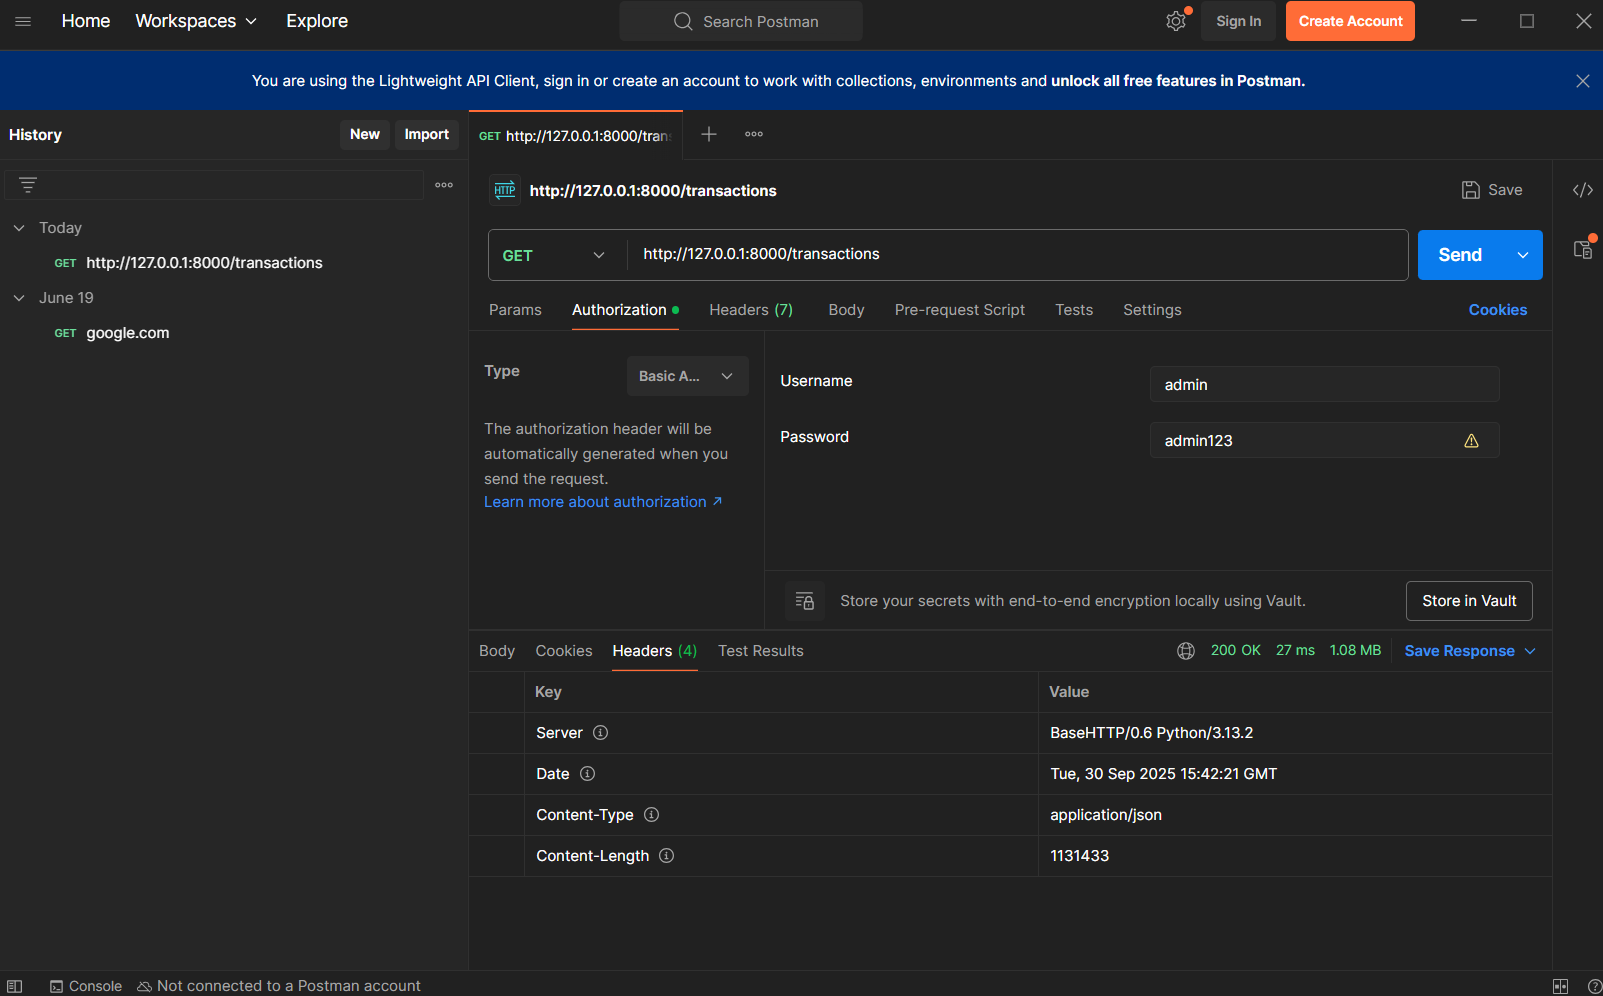 Home Workspaces Explore Search Postman Sign In Create Account
You are using the Lightweight API Client, sign in or create an account to work with collections, environments and unlock all free features in Postman.
History New Import
GET http://127.0.0.1:8000/tran
Today
GET http://127.0.0.1:8000/transactions
June 19
GET google.com
HTTP http://127.0.0.1:8000/transactions Save
GET http://127.0.0.1:8000/transactions Send
Params Authorization Headers (7) Body Pre-request Script Tests Settings Cookies
Type Basic A...
The authorization header will be
automatically generated when you
send the request.
Learn more about authorization ↗
Username admin
Password admin123
Store your secrets with end-to-end encryption locally using Vault. Store in Vault
Body Cookies Headers (4) Test Results 200 OK 27 ms 1.08 MB Save Response
Key Value
Server BaseHTTP/0.6 Python/3.13.2
Date Tue, 30 Sep 2025 15:42:21 GMT
Content-Type application/json
Content-Length 1131433
Console Not connected to a Postman account